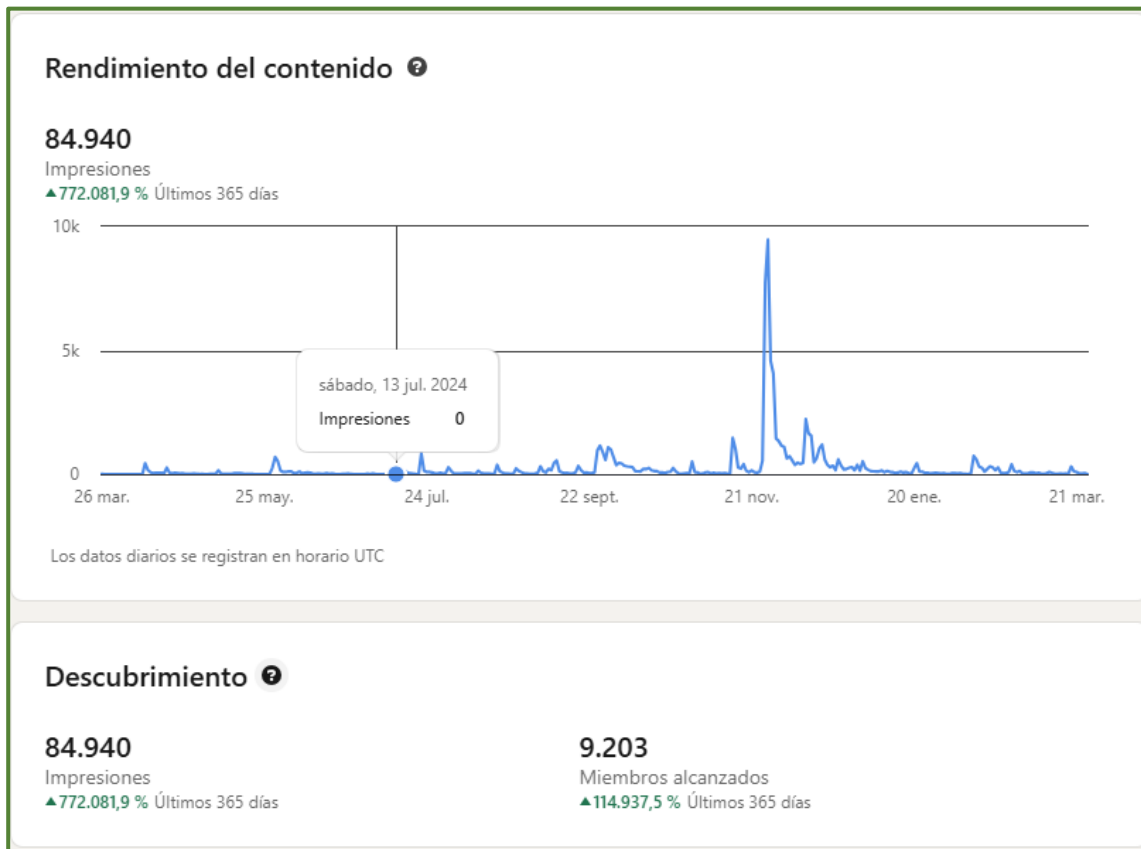 Rendimiento del contenido
84.940
Impresiones
▲772.081,9 % Últimos 365 días
10k
5k
sábado, 13 jul. 2024
Impresiones 0
0
26 mar. 25 may. 24 jul. 22 sept. 21 nov. 20 ene. 21 mar.
Los datos diarios se registran en horario UTC
Descubrimiento
84.940 9.203
Impresiones Miembros alcanzados
▲772.081,9 % Últimos 365 días ▲114.937,5 % Últimos 365 días